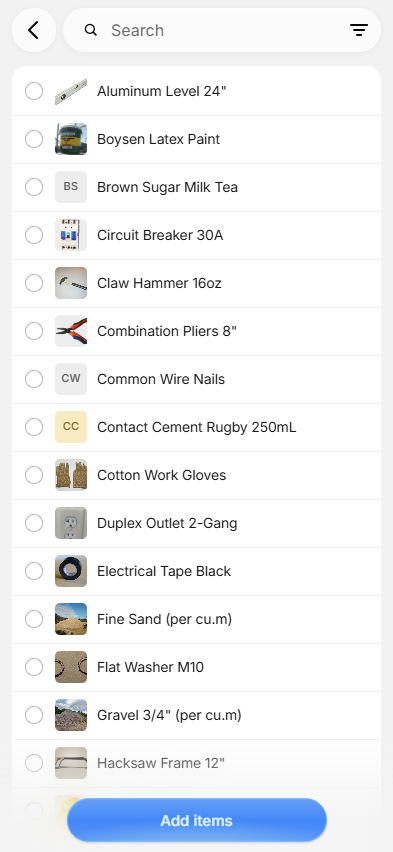 Search
Aluminum Level 24"
Boysen Latex Paint
BS Brown Sugar Milk Tea
Circuit Breaker 30A
Claw Hammer 16oz
Combination Pliers 8"
CW Common Wire Nails
CC Contact Cement Rugby 250mL
Cotton Work Gloves
Duplex Outlet 2-Gang
Electrical Tape Black
Fine Sand (per cu.m)
Flat Washer M10
Gravel 3/4" (per cu.m)
Hacksaw Frame 12"
Add items